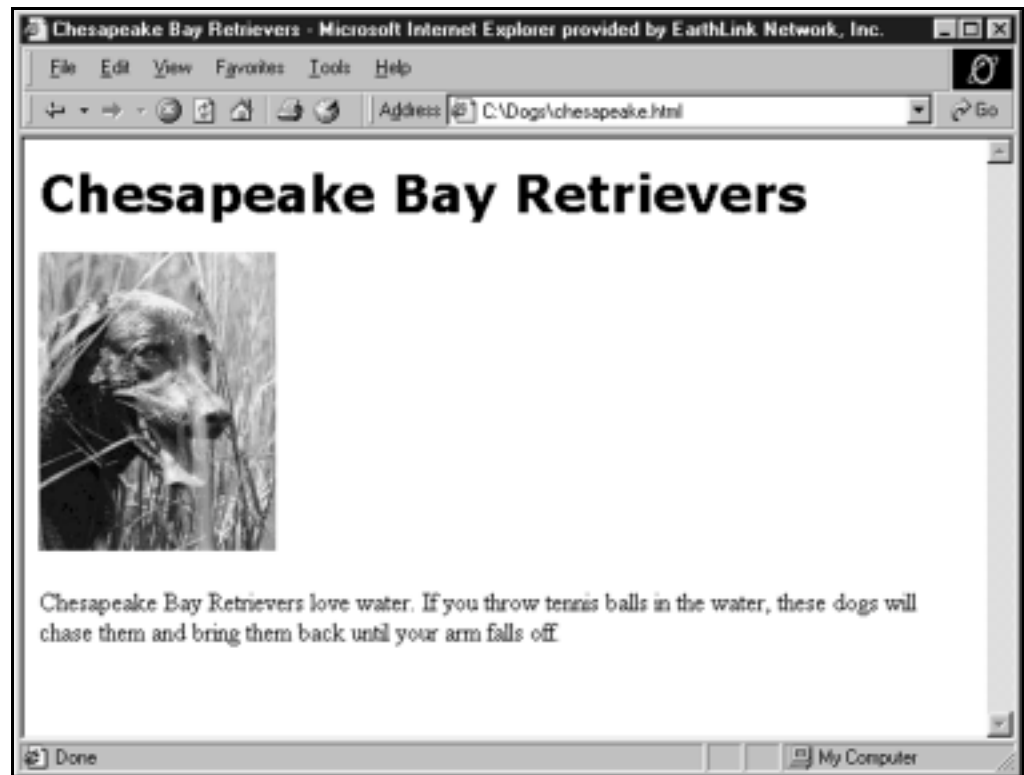 Chesapeake Bay Retrievers - Microsoft Internet Explorer provided by EarthLink Network, Inc.
File Edit View Favorites Tools Help
Address C:\Dogs\chesapeake.html Go
Chesapeake Bay Retrievers
Chesapeake Bay Retrievers love water. If you throw tennis balls in the water, these dogs will
chase them and bring them back until your arm falls off.
Done My Computer